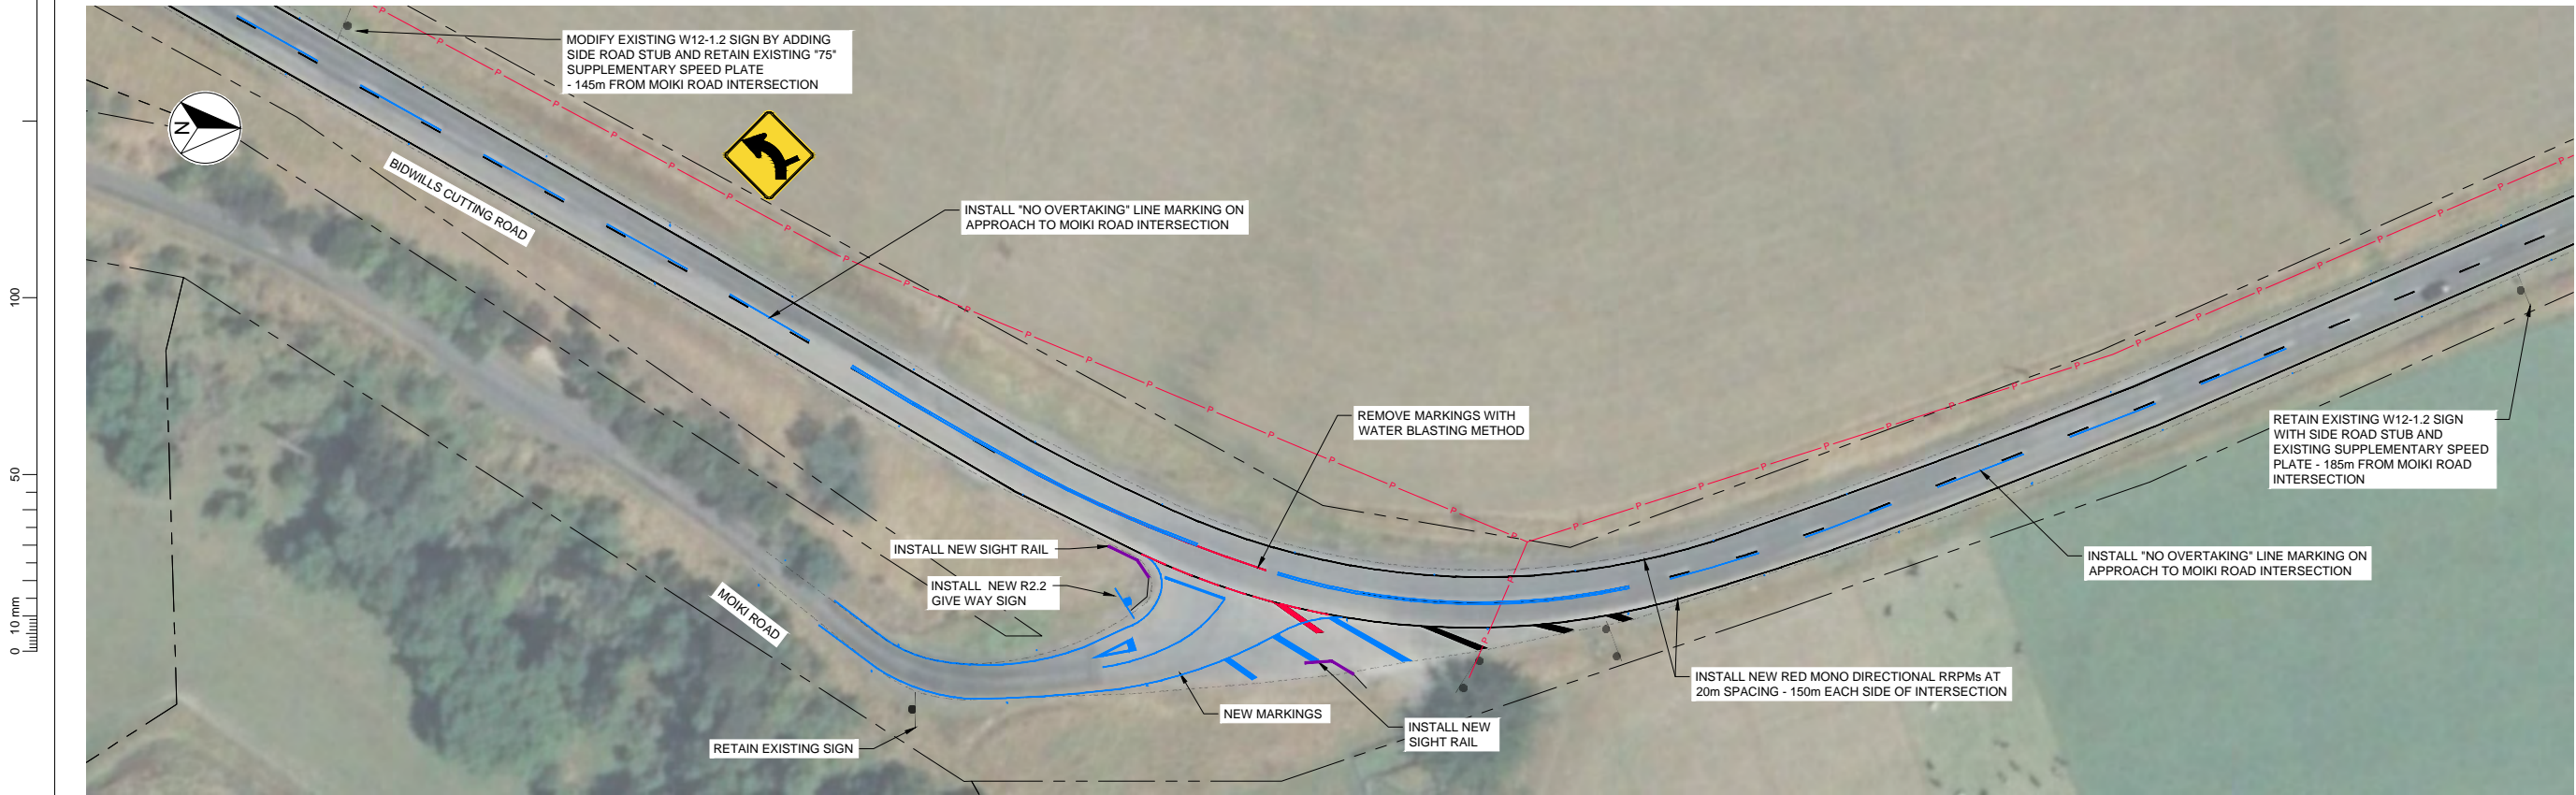 MODIFY EXISTING W12-1.2 SIGN BY ADDING
SIDE ROAD STUB AND RETAIN EXISTING "75"
SUPPLEMENTARY SPEED PLATE
- 145m FROM MOIKI ROAD INTERSECTION
N
BIDWILLS CUTTING ROAD
INSTALL "NO OVERTAKING" LINE MARKING ON
APPROACH TO MOIKI ROAD INTERSECTION
REMOVE MARKINGS WITH
WATER BLASTING METHOD
RETAIN EXISTING W12-1.2 SIGN
WITH SIDE ROAD STUB AND
EXISTING SUPPLEMENTARY SPEED
PLATE - 185m FROM MOIKI ROAD
INTERSECTION
INSTALL NEW SIGHT RAIL
INSTALL NEW R2.2
GIVE WAY SIGN
INSTALL "NO OVERTAKING" LINE MARKING ON
APPROACH TO MOIKI ROAD INTERSECTION
MOIKI ROAD
INSTALL NEW RED MONO DIRECTIONAL RRPMs AT
20m SPACING - 150m EACH SIDE OF INTERSECTION
NEW MARKINGS
INSTALL NEW
SIGHT RAIL
RETAIN EXISTING SIGN
100
50
10 mm
0
P P P P P P P P P P P P P P P P P P P P P P P P P P P P P P P P P P P